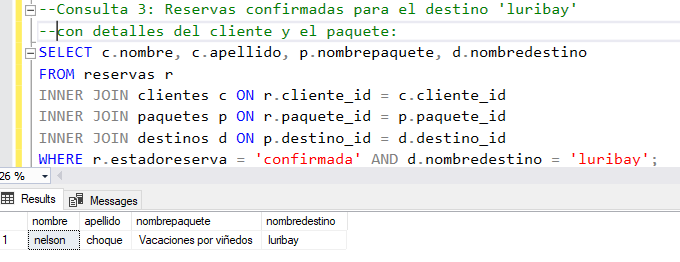 --Consulta 3: Reservas confirmadas para el destino 'luribay'
--con detalles del cliente y el paquete:
SELECT c.nombre, c.apellido, p.nombrepaquete, d.nombredestino
FROM reservas r
INNER JOIN clientes c ON r.cliente_id = c.cliente_id
INNER JOIN paquetes p ON r.paquete_id = p.paquete_id
INNER JOIN destinos d ON p.destino_id = d.destino_id
WHERE r.estadoreserva = 'confirmada' AND d.nombredestino = 'luribay';
26 %
Results Messages
nombre apellido nombrepaquete nombredestino
1 nelson choque Vacaciones por viñedos luribay